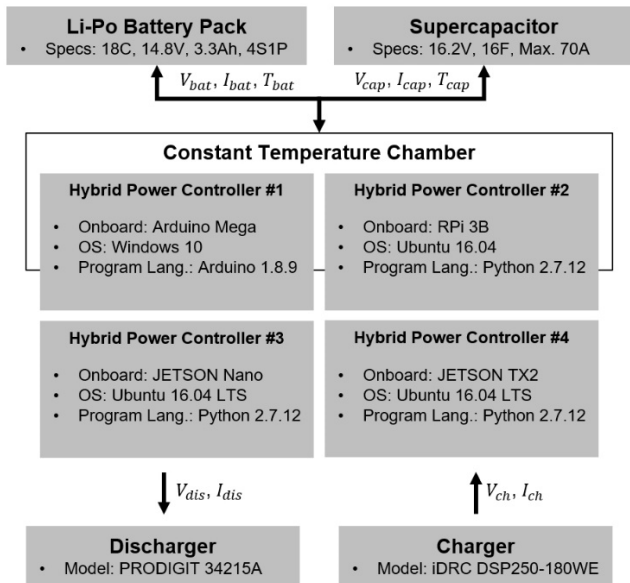 Li-Po Battery Pack
• Specs: 18C, 14.8V, 3.3Ah, 4S1P
Supercapacitor
• Specs: 16.2V, 16F, Max. 70A
V_bat, I_bat, T_bat
V_cap, I_cap, T_cap
Constant Temperature Chamber
Hybrid Power Controller #1
• Onboard: Arduino Mega
• OS: Windows 10
• Program Lang.: Arduino 1.8.9
Hybrid Power Controller #2
• Onboard: RPi 3B
• OS: Ubuntu 16.04
• Program Lang.: Python 2.7.12
Hybrid Power Controller #3
• Onboard: JETSON Nano
• OS: Ubuntu 16.04 LTS
• Program Lang.: Python 2.7.12
Hybrid Power Controller #4
• Onboard: JETSON TX2
• OS: Ubuntu 16.04 LTS
• Program Lang.: Python 2.7.12
V_dis, I_dis
V_ch, I_ch
Discharger
• Model: PRODIGIT 34215A
Charger
• Model: iDRC DSP250-180WE